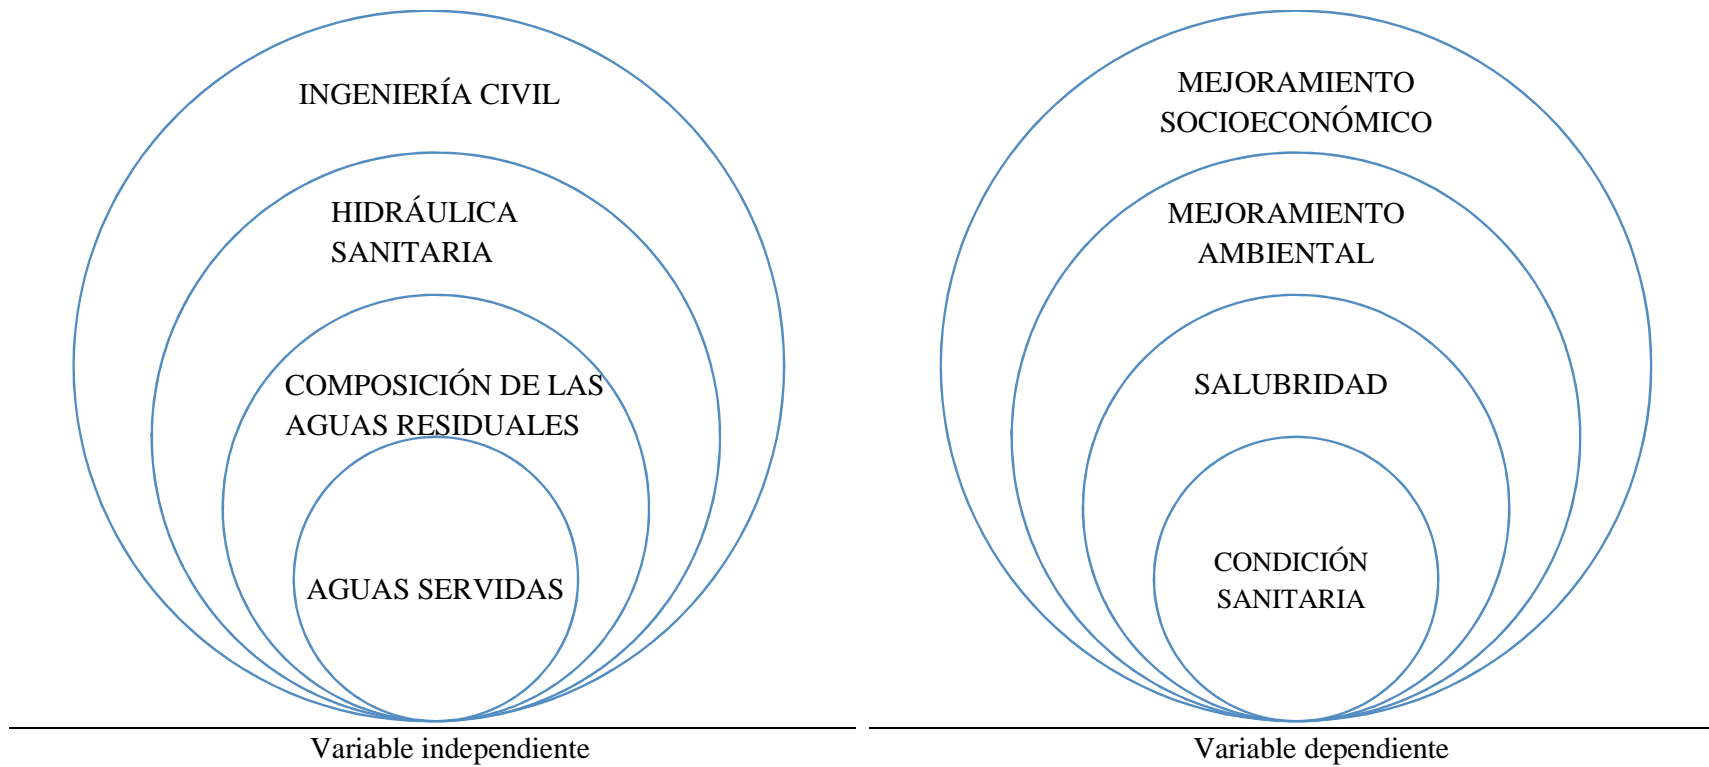 INGENIERÍA CIVIL
HIDRÁULICA
SANITARIA
COMPOSICIÓN DE LAS
AGUAS RESIDUALES
AGUAS SERVIDAS
Variable independiente
MEJORAMIENTO
SOCIOECONÓMICO
MEJORAMIENTO
AMBIENTAL
SALUBRIDAD
CONDICIÓN
SANITARIA
Variable dependiente